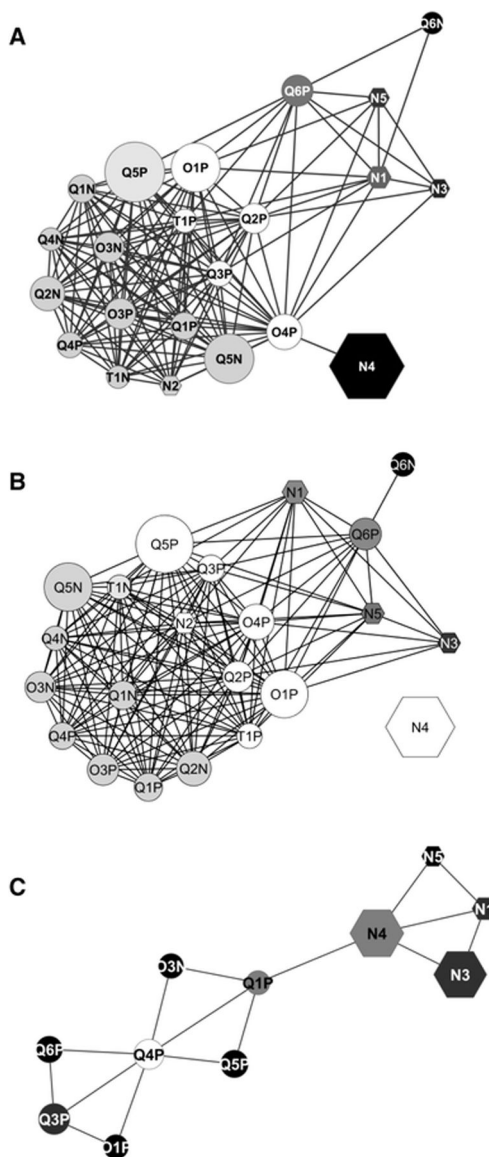 A
Q6N
Q6P
N5
Q5P
O1P
N1
N3
Q1N
T1P
Q2P
Q4N
O3N
Q3P
Q2N
O3P
Q1P
O4P
Q4P
Q5N
T1N
N2
N4
B
Q6N
N1
Q5P
Q6P
Q3P
Q5N
T1N
N2
O4P
N5
Q4N
N3
Q2P
O3N
Q1N
O1P
N4
Q4P
T1P
O3P
Q2N
Q1P
C
N5
N1
N4
O3N
Q1P
N3
Q6P
Q4P
Q5P
Q3P
O1P